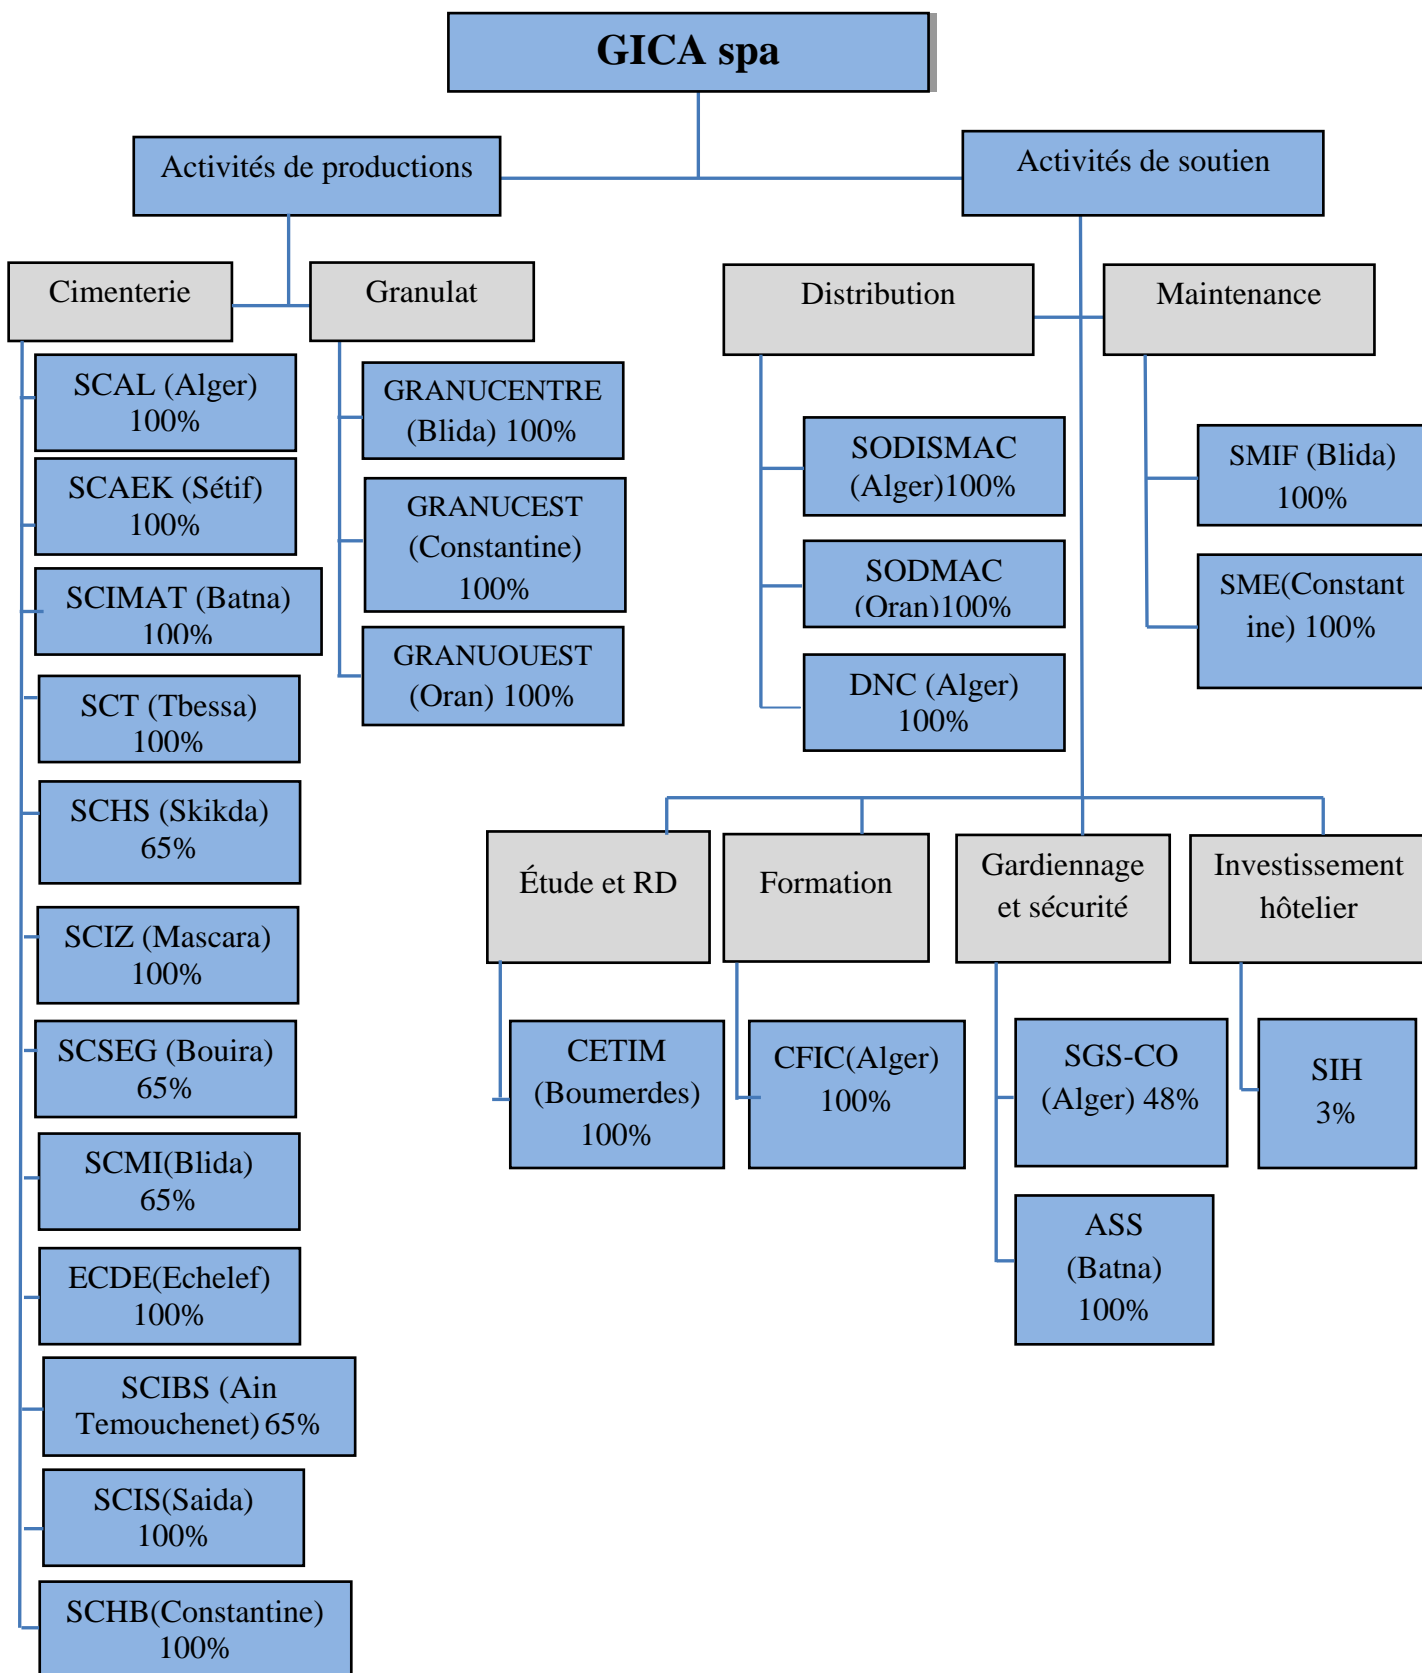 GICA spa
Activités de productions
Activités de soutien
Cimenterie
Granulat
Distribution
Maintenance
SCAL (Alger)
100%
SCAEK (Sétif)
100%
SCIMAT (Batna)
100%
SCT (Tbessa)
100%
SCHS (Skikda)
65%
SCIZ (Mascara)
100%
SCSEG (Bouira)
65%
SCMI(Blida)
65%
ECDE(Echelef)
100%
SCIBS (Ain
Temouchenet) 65%
SCIS(Saida)
100%
SCHB(Constantine)
100%
GRANUCENTRE
(Blida) 100%
GRANUCEST
(Constantine)
100%
GRANUOUEST
(Oran) 100%
SODISMAC
(Alger)100%
SODMAC
(Oran)100%
DNC (Alger)
100%
SMIF (Blida)
100%
SME(Constant
ine) 100%
Étude et RD
Formation
Gardiennage
et sécurité
Investissement
hôtelier
CETIM
(Boumerdes)
100%
CFIC(Alger)
100%
SGS-CO
(Alger) 48%
ASS
(Batna)
100%
SIH
3%